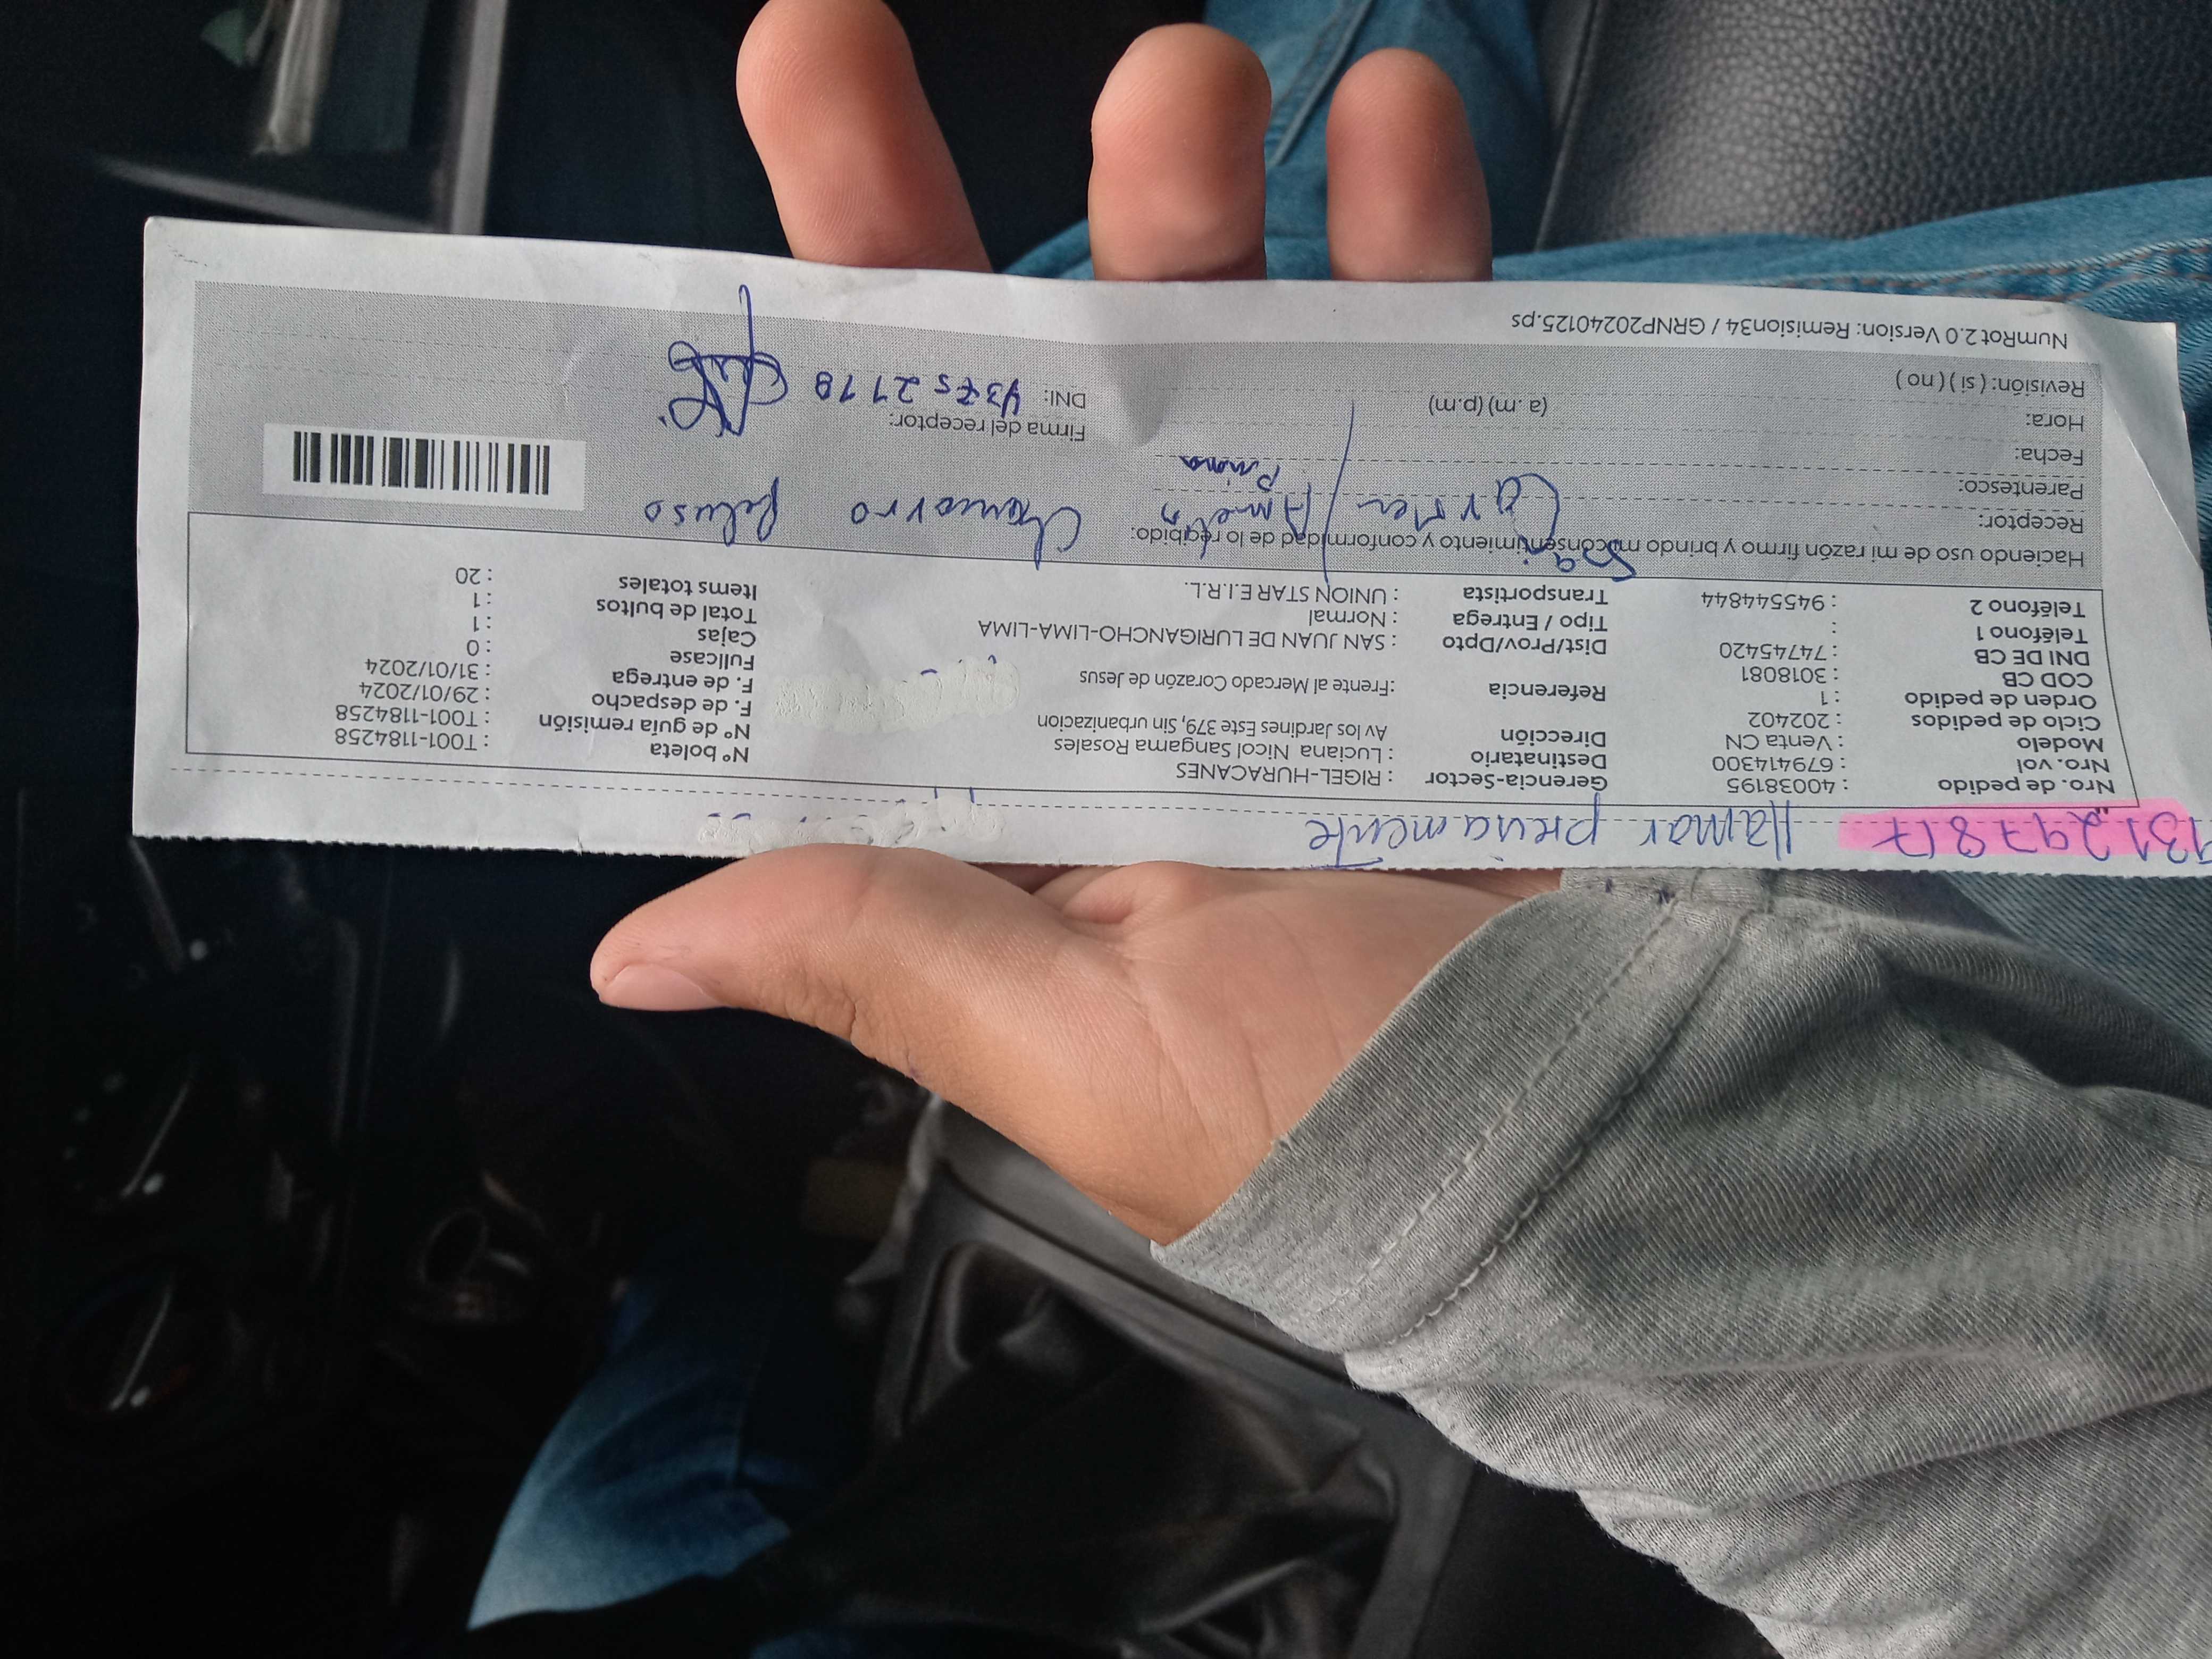 931297817 llamar previamente
Nro. de pedido : 40038195 Gerencia-Sector : RIGEL-HURACANES
Nro. vol : 679414300 Destinatario : Luciana Nicol Sangama Rosales Nº boleta : T001-1184258
Modelo : Venta CN Dirección Av los Jardines Este 379, Sin urbanizacion Nº de guía remisión : T001-1184258
Ciclo de pedidos : 202402 F. de despacho : 29/01/2024
Orden de pedido : 1 Referencia :Frente al Mercado Corazón de Jesus F. de entrega : 31/01/2024
COD CB : 3018081 Fullcase : 0
DNI DE CB : 74745420 Dist/Prov/Dpto : SAN JUAN DE LURIGANCHO-LIMA-LIMA Cajas : 1
Teléfono 1 : Tipo / Entrega : Normal Total de bultos : 1
Teléfono 2 : 945544844 Transportista : UNION STAR E.I.R.L. Items totales : 20
Haciendo uso de mi razón firmo y brindo mi consentimiento y conformidad de lo recibido:
Receptor: Carmen Chamorro
Parentesco: Prima
Fecha:
Hora: (a.m) (p.m) Firma del receptor:
Revisión: ( si ) ( no ) DNI:
NumRot 2.0 Version: Remision34 / GRNP20240125.ps